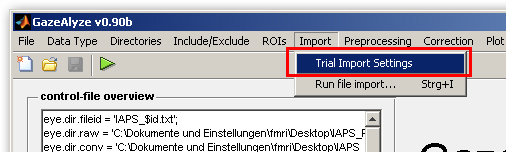 GazeAlyze v0.90b
File Data Type Directories Include/Exclude ROIs Import Preprocessing Correction Plot
Trial Import Settings
Run file import... Strg+I
control-file overview
eye.dir.fileid = 'IAPS_$id.txt';
eye.dir.raw = 'C:\Dokumente und Einstellungen\fmri\Desktop\IAPS_F
eye.dir.conv = 'C:\Dokumente und Einstellungen\fmri\Desktop\IAPS